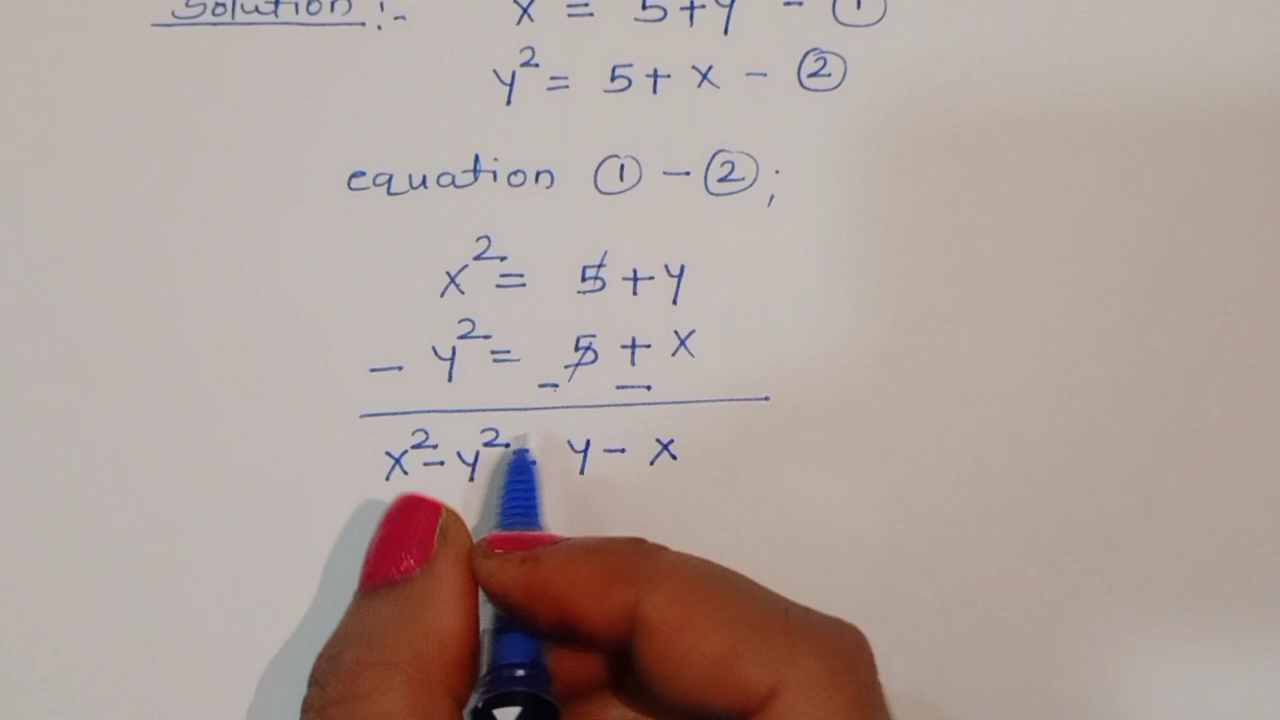 Solution :- x = 5+y - ①
y² = 5 + x - ②
equation ① - ②;
x² = 5 + y
- y² = - 5 + x
-
x² - y² = y - x